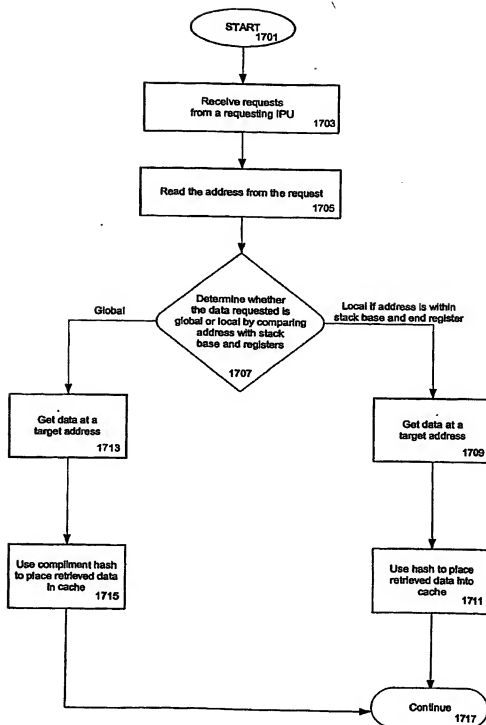 START
1701
Receive requests
from a requesting IPU
1703
Read the address from the request
1705
Determine whether
the data requested is
global or local by comparing
address with stack
base and registers
1707
Global
Local if address is within
stack base and end register
Get data at a
target address
1713
Get data at a
target address
1709
Use compliment hash
to place retrieved data
in cache
1715
Use hash to place
retrieved data into
cache
1711
Continue
1717